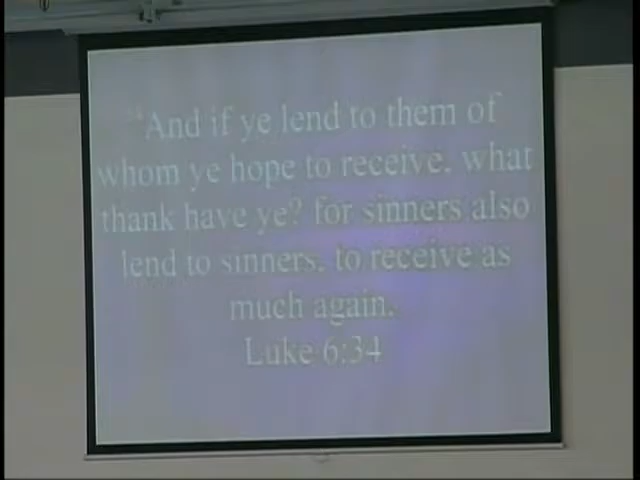 "And if ye lend to them of
whom ye hope to receive, what
thank have ye? for sinners also
lend to sinners, to receive as
much again.
Luke 6:34